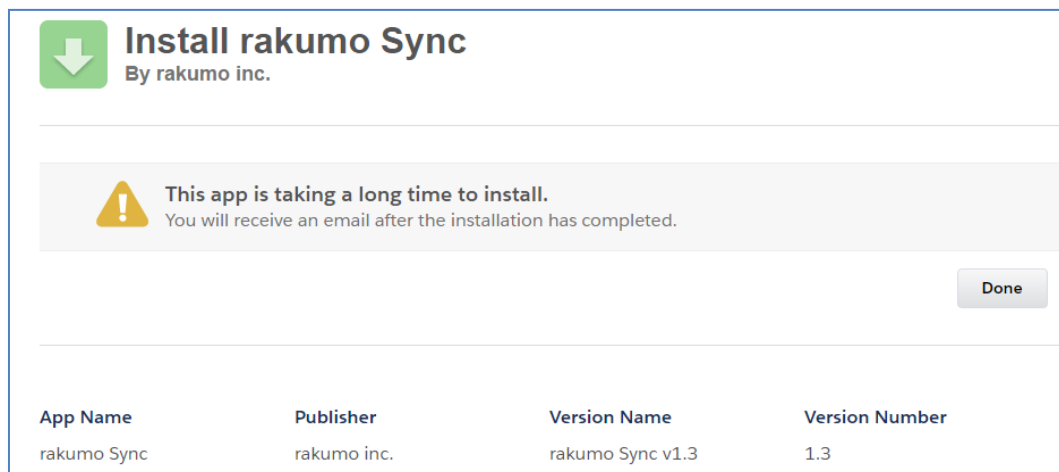 Install rakumo Sync
By rakumo inc.
This app is taking a long time to install.
You will receive an email after the installation has completed.
Done
App Name Publisher Version Name Version Number
rakumo Sync rakumo inc. rakumo Sync v1.3 1.3